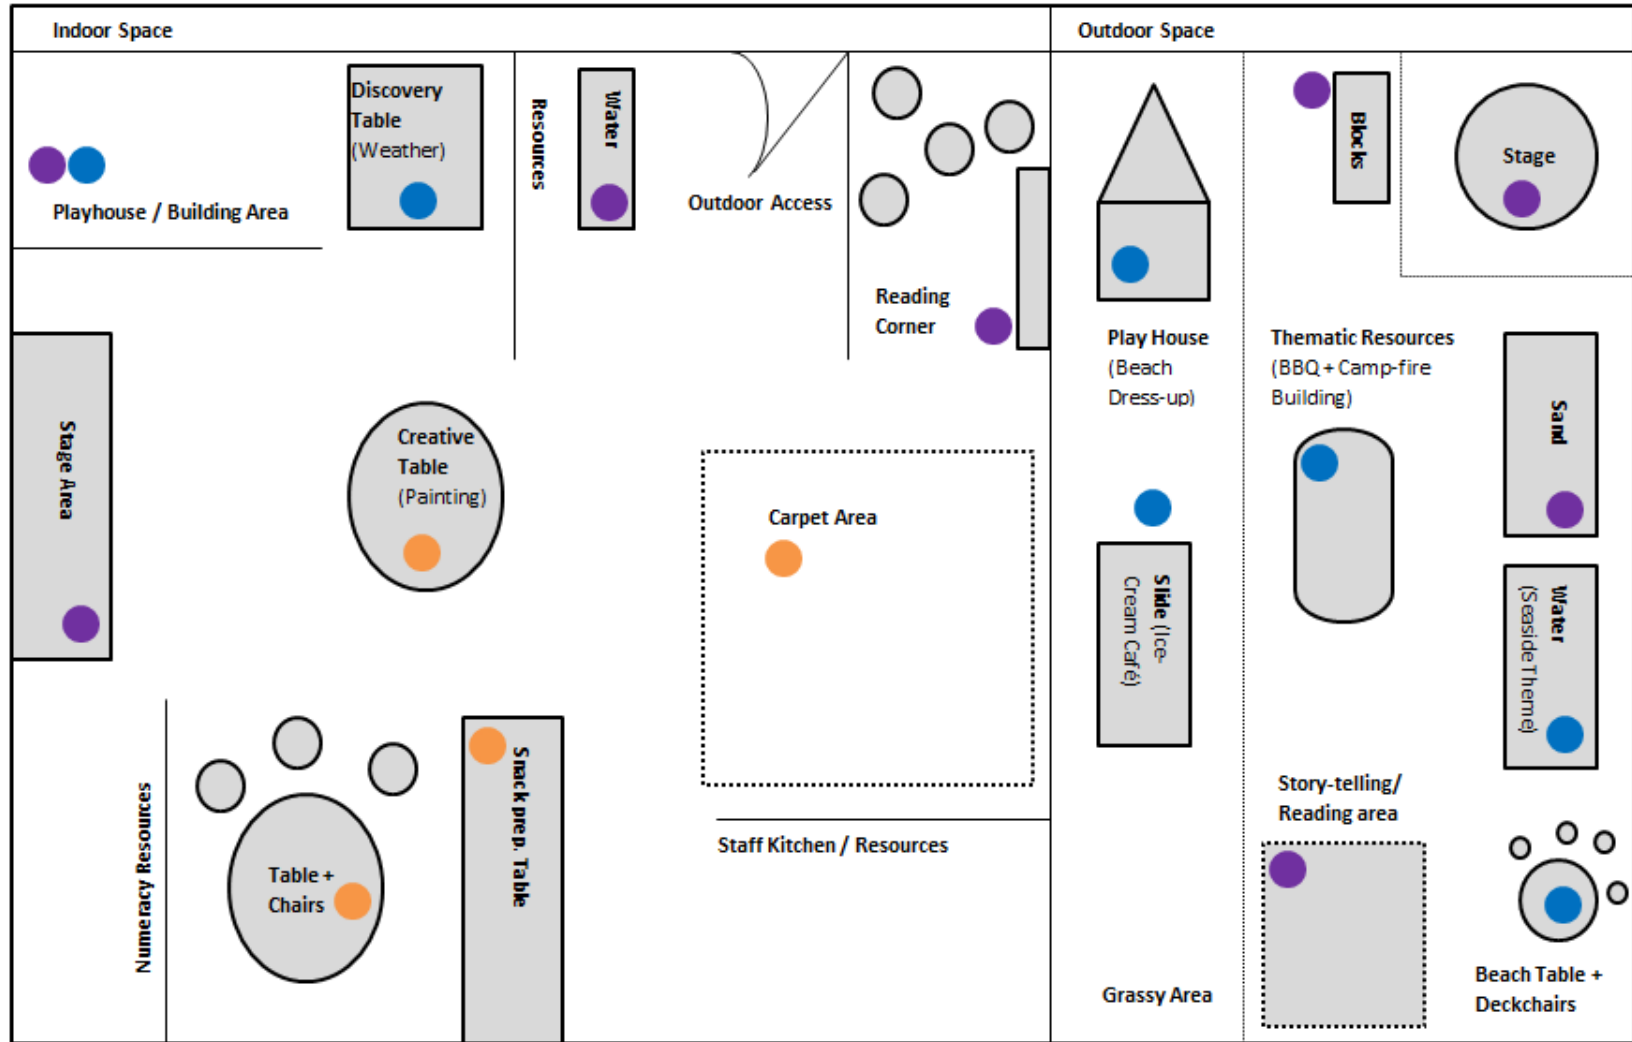 Indoor Space
Outdoor Space
Discovery
Table
(Weather)
Playhouse / Building Area
Resources
Water
Outdoor Access
Reading
Corner
Stage Area
Creative
Table
(Painting)
Carpet Area
Numeracy Resources
Table +
Chairs
Snack prep. Table
Staff Kitchen / Resources
Blocks
Stage
Play House
(Beach
Dress-up)
Thematic Resources
(BBQ + Camp-fire
Building)
Sand
Slide (Ice-
Cream Café)
Water
(Seaside Theme)
Story-telling/
Reading area
Grassy Area
Beach Table +
Deckchairs